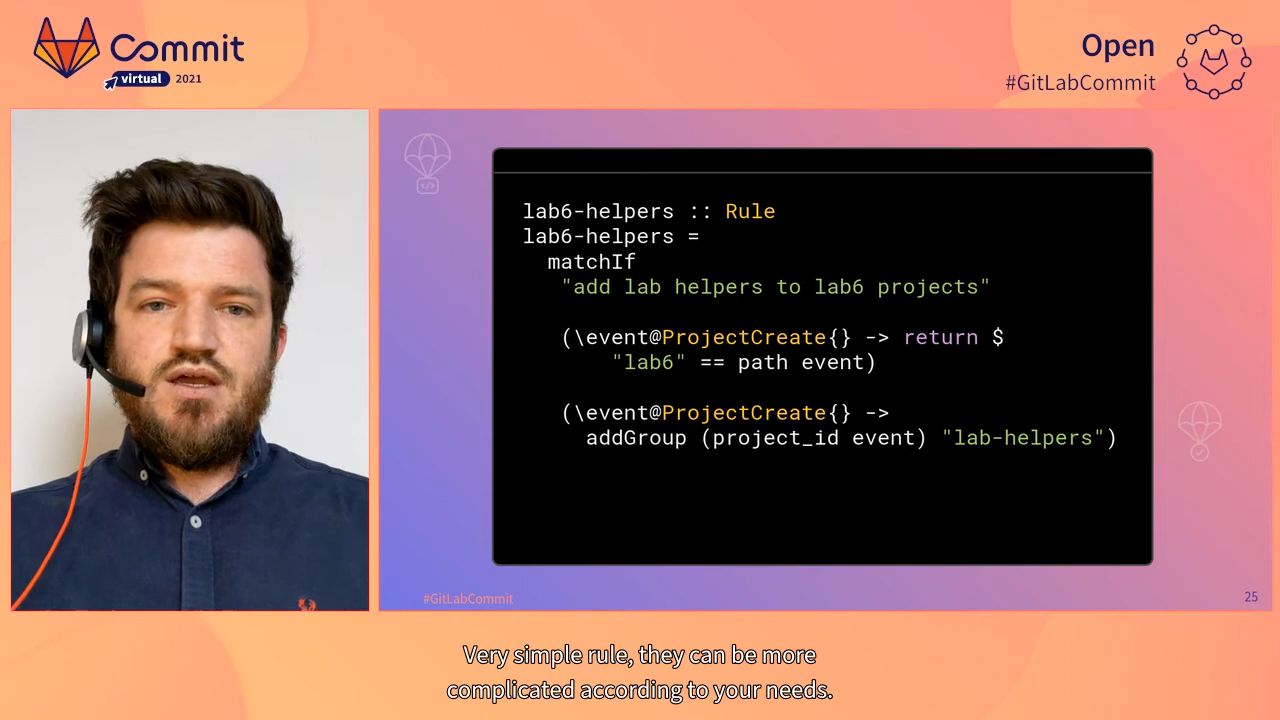 Commit
virtual 2021
Open
#GitLabCommit
lab6-helpers :: Rule
lab6-helpers =
matchIf
"add lab helpers to lab6 projects"
(\event@ProjectCreate{} -> return $
"lab6" == path event)
(\event@ProjectCreate{} ->
addGroup (project_id event) "lab-helpers")
#GitLabCommit
25
Very simple rule, they can be more
complicated according to your needs.